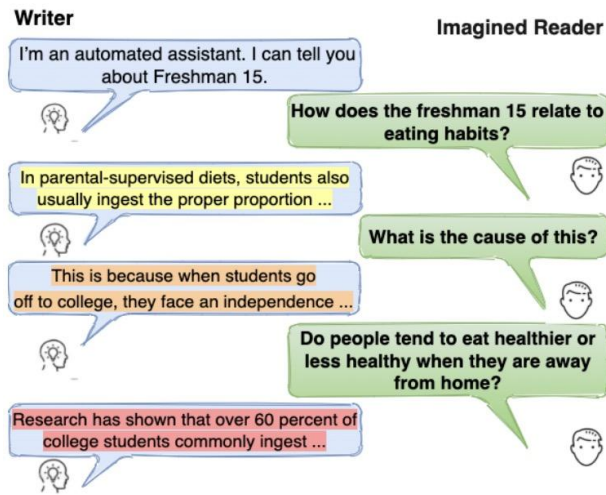 Writer
Imagined Reader
I'm an automated assistant. I can tell you
about Freshman 15.
How does the freshman 15 relate to
eating habits?
In parental-supervised diets, students also
usually ingest the proper proportion ...
What is the cause of this?
This is because when students go
off to college, they face an independence ...
Do people tend to eat healthier or
less healthy when they are away
from home?
Research has shown that over 60 percent of
college students commonly ingest ...